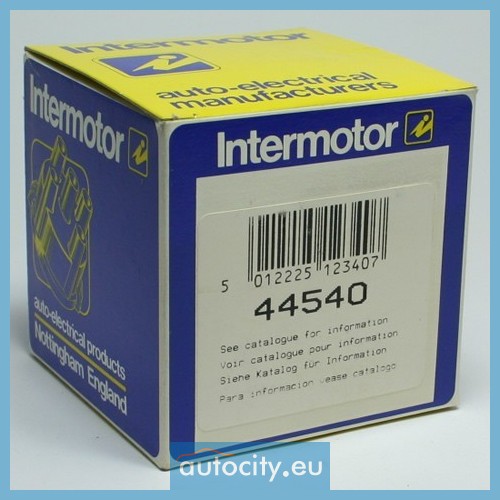 Intermotor
auto-electrical
manufacturers
Intermotor
auto-electrical products
Nottingham England
Intermotor
5 012225 123407
44540
See catalogue for information
Voir catalogue pour information
Siehe Katalog für Information
Para informacion vease catalogo
autocity.eu